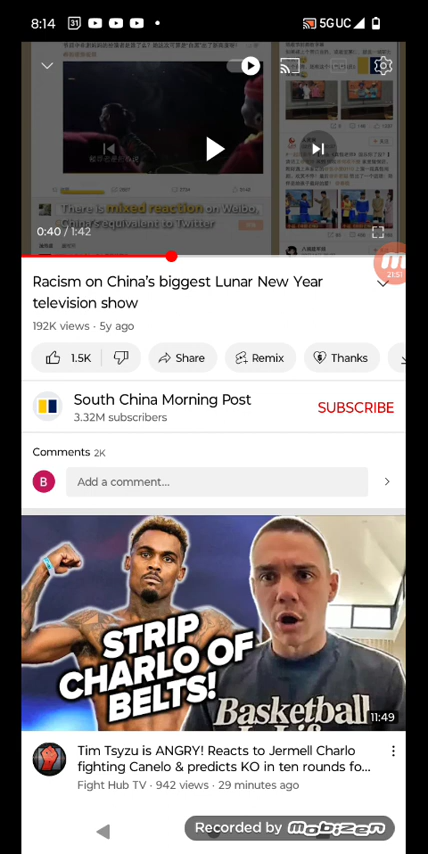 8:14
31
5G UC
There is mixed reaction on Weibo,
China's equivalent to Twitter
0:40 / 1:42
21:51
Racism on China's biggest Lunar New Year
television show
192K views · 5y ago
1.5K
Share
Remix
Thanks
South China Morning Post
3.32M subscribers
SUBSCRIBE
Comments 2K
B
Add a comment...
STRIP
CHARLO OF
BELTS!
Basketball
11:49
Tim Tsyzu is ANGRY! Reacts to Jermell Charlo
fighting Canelo & predicts KO in ten rounds fo...
Fight Hub TV · 942 views · 29 minutes ago
Recorded by mobizen